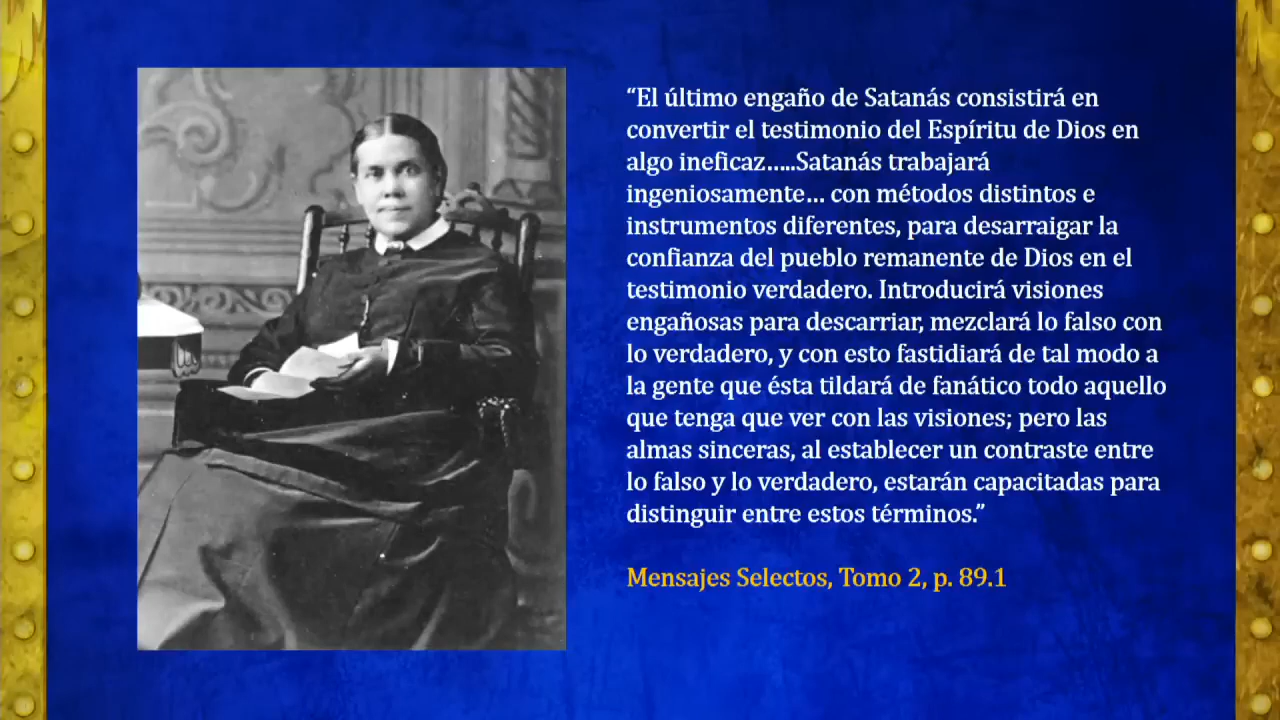 “El último engaño de Satanás consistirá en
convertir el testimonio del Espíritu de Dios en
algo ineficaz.....Satanás trabajará
ingeniosamente... con métodos distintos e
instrumentos diferentes, para desarraigar la
confianza del pueblo remanente de Dios en el
testimonio verdadero. Introducirá visiones
engañosas para descarriar, mezclará lo falso con
lo verdadero, y con esto fastidiará de tal modo a
la gente que ésta tildará de fanático todo aquello
que tenga que ver con las visiones; pero las
almas sinceras, al establecer un contraste entre
lo falso y lo verdadero, estarán capacitadas para
distinguir entre estos términos.”
Mensajes Selectos, Tomo 2, p. 89.1